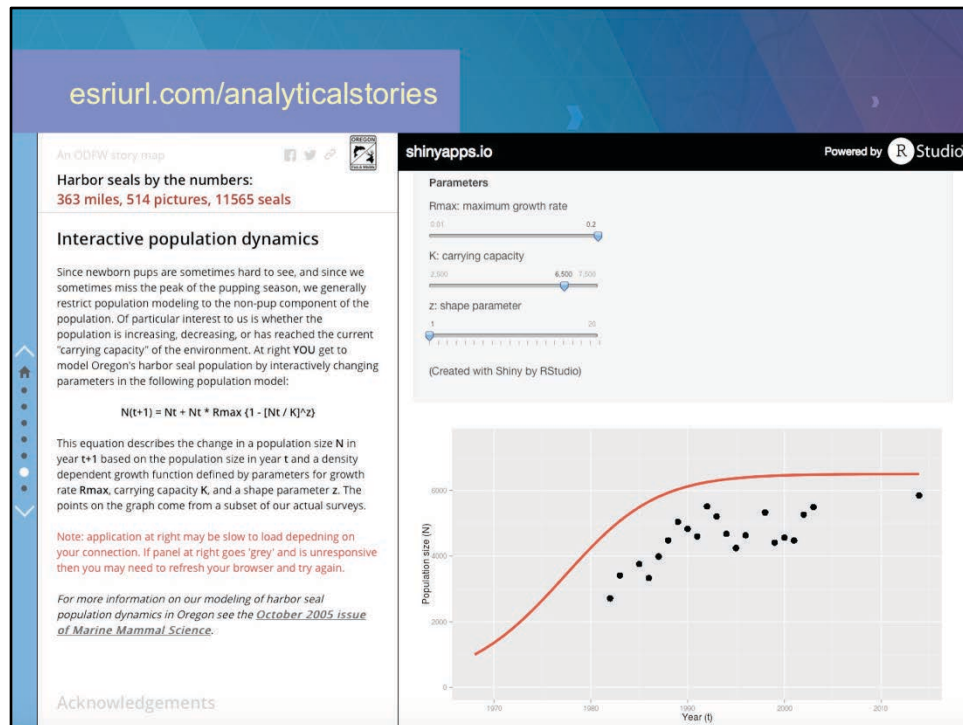 esriurl.com/analyticalstories
An ODFW story map
OREGON
Harbor seals by the numbers:
363 miles, 514 pictures, 11565 seals
Interactive population dynamics
Since newborn pups are sometimes hard to see, and since we
sometimes miss the peak of the pupping season, we generally
restrict population modeling to the non-pup component of the
population. Of particular interest to us is whether the
population is increasing, decreasing, or has reached the current
"carrying capacity" of the environment. At right YOU get to
model Oregon's harbor seal population by interactively changing
parameters in the following population model:
N(t+1) = Nt + Nt * Rmax {1 - [Nt / K]^z}
This equation describes the change in a population size N in
year t+1 based on the population size in year t and a density
dependent growth function defined by parameters for growth
rate Rmax, carrying capacity K, and a shape parameter z. The
points on the graph come from a subset of our actual surveys.
Note: application at right may be slow to load depednding on
your connection. If panel at right goes 'grey' and is unresponsive
then you may need to refresh your browser and try again.
For more information on our modeling of harbor seal
population dynamics in Oregon see the October 2005 issue
of Marine Mammal Science.
Acknowledgements
shinyapps.io
Powered by R Studio
Parameters
Rmax: maximum growth rate
0.01 0.2
K: carrying capacity
2,500 6,500 7,500
z: shape parameter
1 20
(Created with Shiny by RStudio)
Population size (N)
6000
4000
2000
0
1970 1980 1990 2000 2010
Year (t)